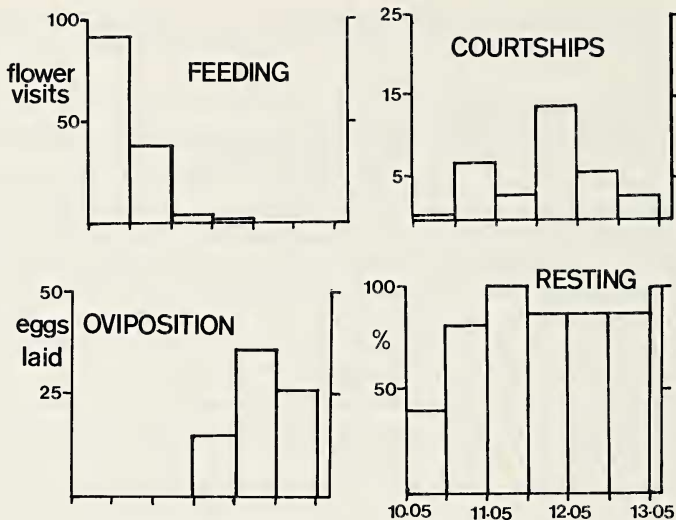 100
flower
visits
50
FEEDING
25
15
5
COURTSHIPS
50
eggs
laid
25
OVIPOSITION
RESTING
100
%
50
10·05 11·05 12·05 13·05